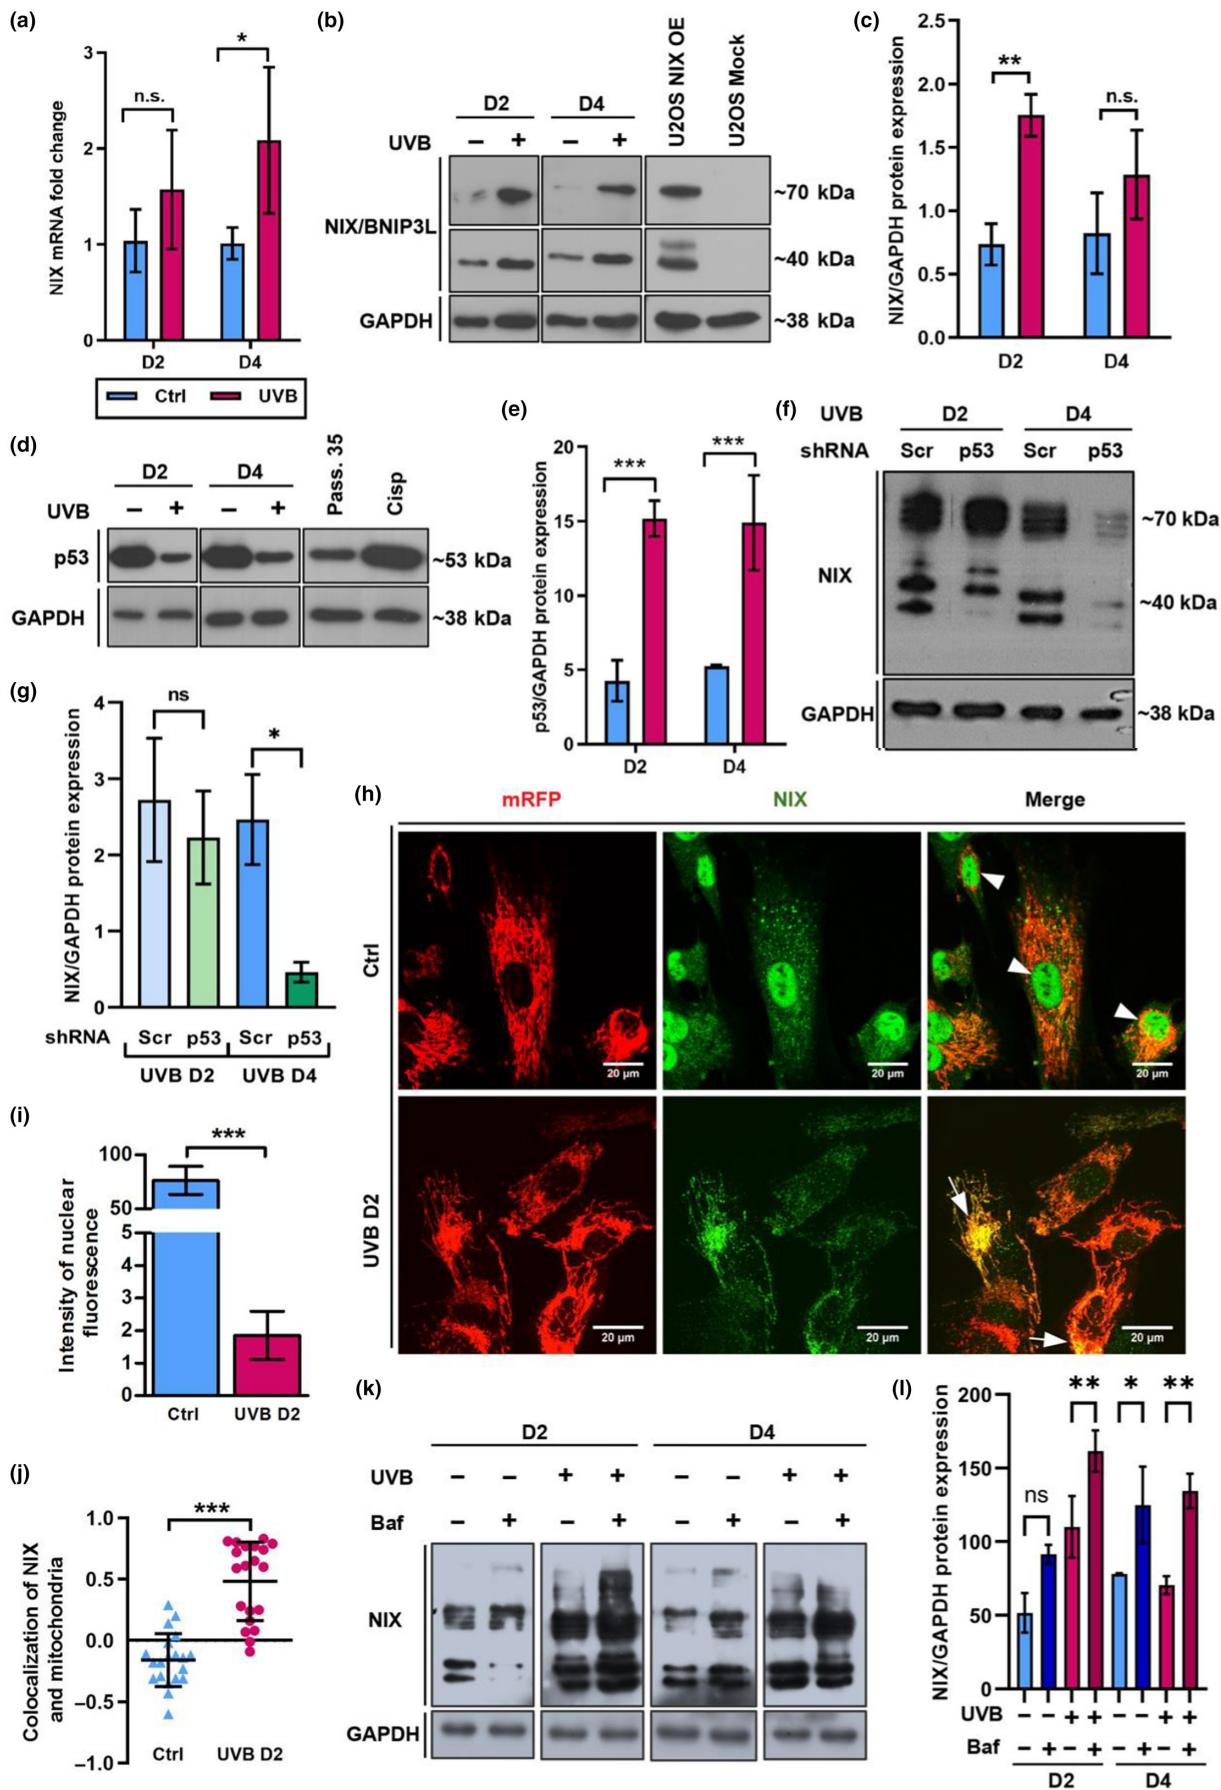 (a)
NIX mRNA fold change
3
2
1
0
n.s.
*
D2 D4
Ctrl UVB
(b)
D2 D4
U2OS NIX OE
U2OS Mock
UVB – + – +
NIX/BNIP3L
~70 kDa
~40 kDa
GAPDH
~38 kDa
(c)
NIX/GAPDH protein expression
2.5
2.0
1.5
1.0
0.5
0.0
**
n.s.
D2 D4
(d)
D2 D4
Pass. 35
Cisp
UVB – + – +
p53
~53 kDa
GAPDH
~38 kDa
(e)
p53/GAPDH protein expression
20
15
10
5
0
***
***
D2 D4
(f)
UVB D2 D4
shRNA Scr p53 Scr p53
NIX
~70 kDa
~40 kDa
GAPDH
~38 kDa
(g)
NIX/GAPDH protein expression
4
3
2
1
0
ns
*
shRNA Scr p53 Scr p53
UVB D2 UVB D4
(h)
mRFP NIX Merge
Ctrl
20 µm 20 µm 20 µm
UVB D2
20 µm 20 µm 20 µm
(i)
Intensity of nuclear
fluorescence
100
50
5
4
3
2
1
0
***
Ctrl UVB D2
(j)
Colocalization of NIX
and mitochondria
1.0
0.5
0.0
–0.5
–1.0
***
Ctrl UVB D2
(k)
D2 D4
UVB – – + + – – + +
Baf – + – + – + – +
NIX
GAPDH
(l)
NIX/GAPDH protein expression
200
150
100
50
0
ns
**
*
**
UVB – – + + – – + +
Baf – + – + – + – +
D2 D4